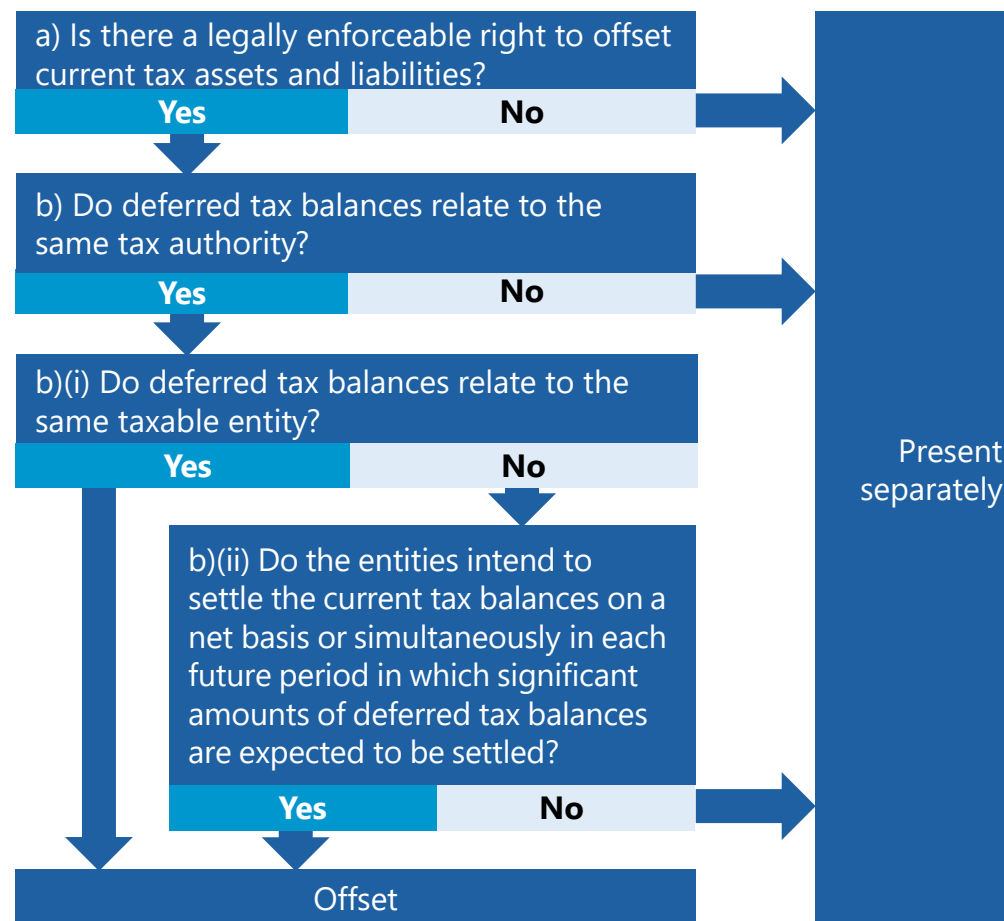 a) Is there a legally enforceable right to offset
current tax assets and liabilities?
Yes
No
b) Do deferred tax balances relate to the
same tax authority?
Yes
No
b)(i) Do deferred tax balances relate to the
same taxable entity?
Yes
No
b)(ii) Do the entities intend to
settle the current tax balances on a
net basis or simultaneously in each
future period in which significant
amounts of deferred tax balances
are expected to be settled?
Yes
No
Offset
Present
separately